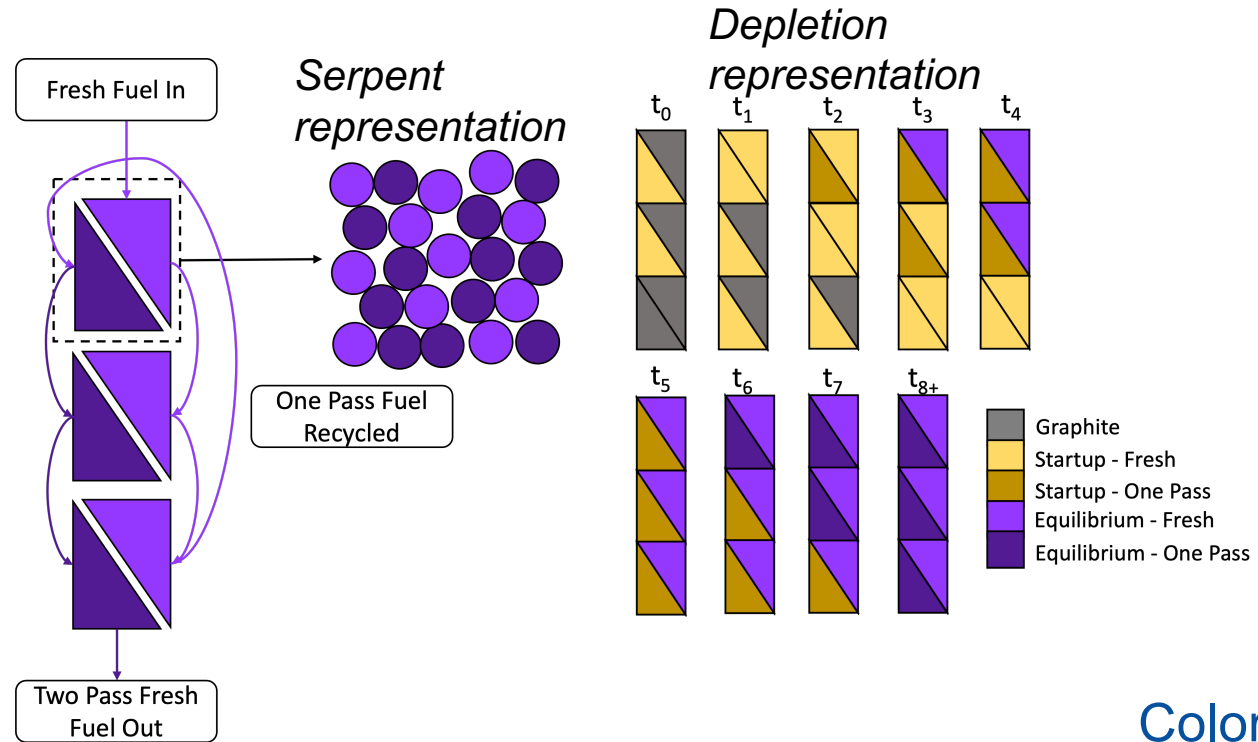 Fresh Fuel In
Serpent
representation
One Pass Fuel
Recycled
Two Pass Fresh
Fuel Out
Depletion
representation
t₀ t₁ t₂ t₃ t₄
t₅ t₆ t₇ t₈₊
Graphite
Startup - Fresh
Startup - One Pass
Equilibrium - Fresh
Equilibrium - One Pass